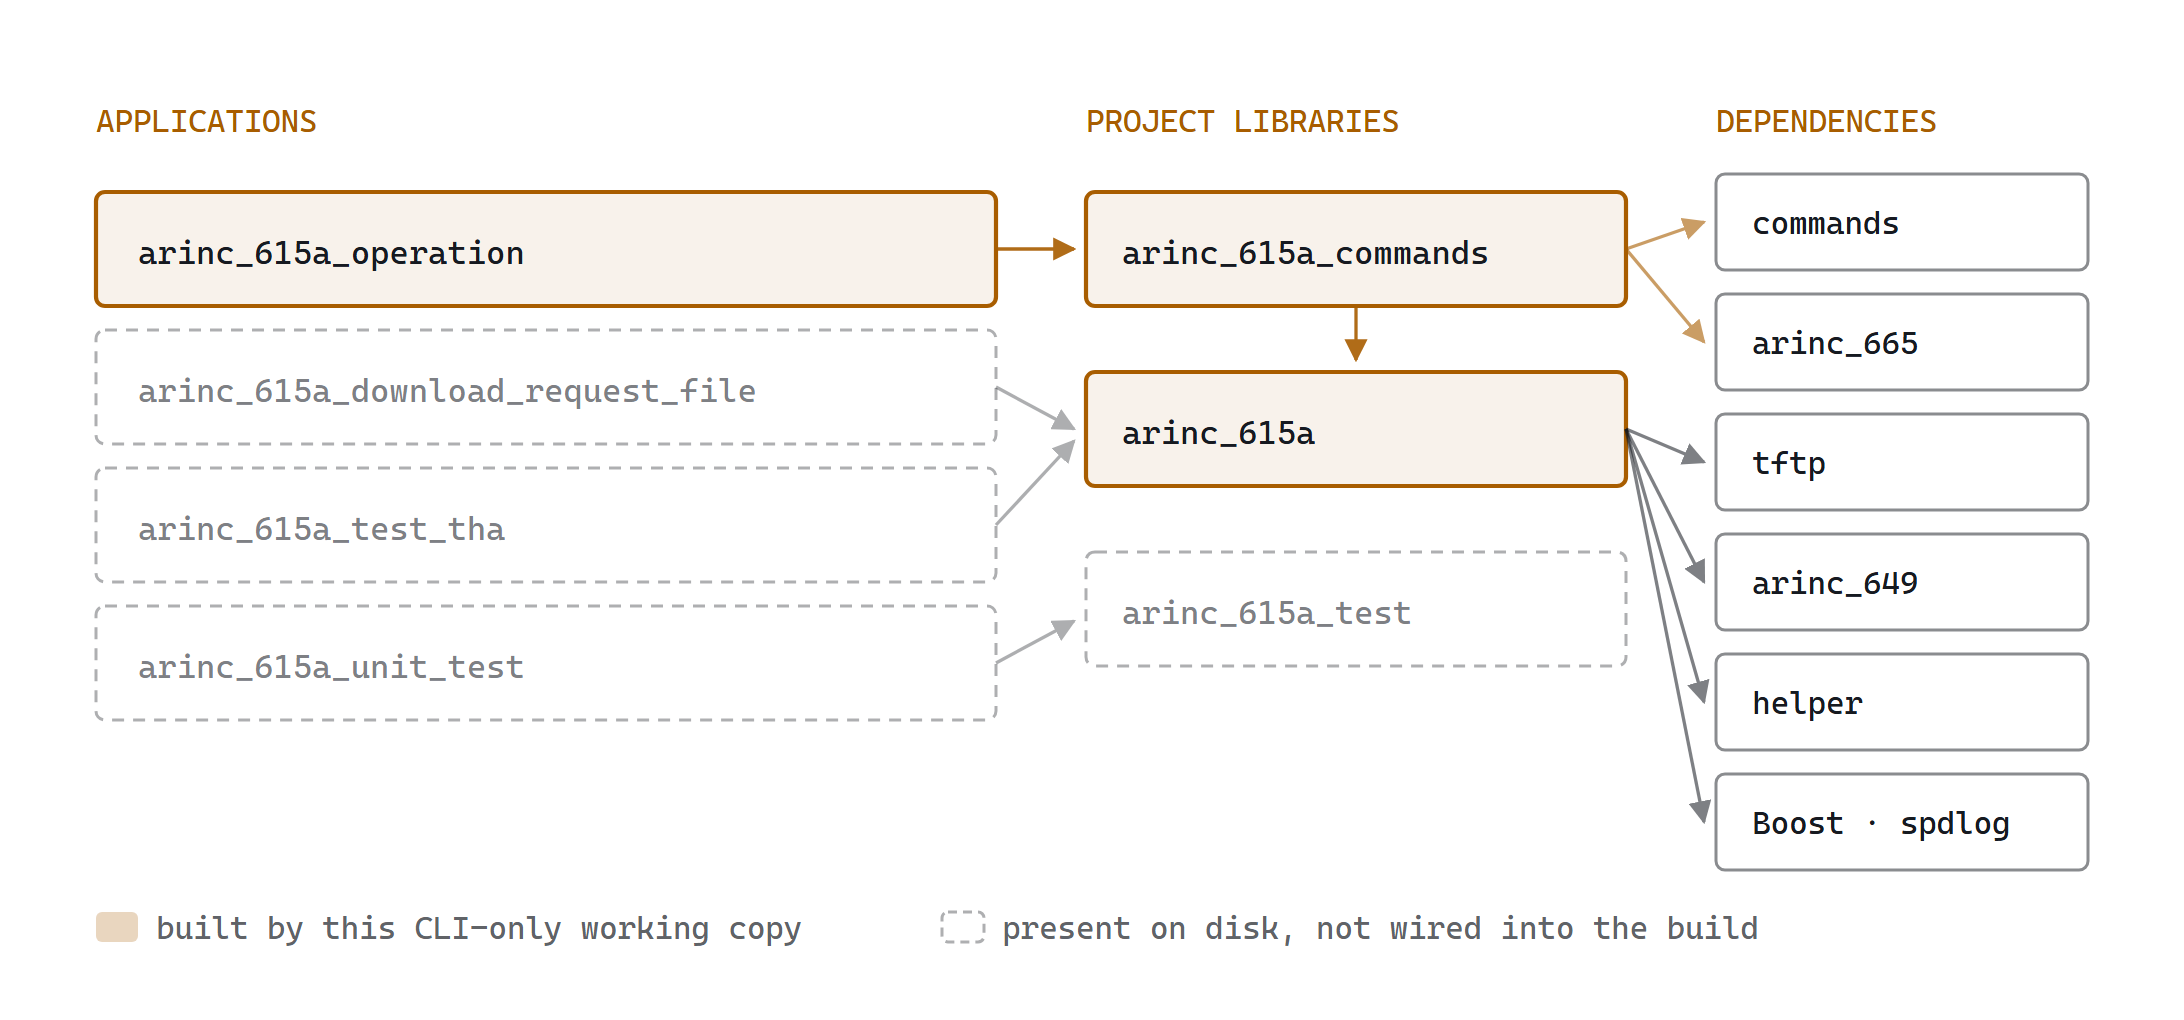 APPLICATIONS
arinc_615a_operation
arinc_615a_download_request_file
arinc_615a_test_tha
arinc_615a_unit_test
PROJECT LIBRARIES
arinc_615a_commands
arinc_615a
arinc_615a_test
DEPENDENCIES
commands
arinc_665
tftp
arinc_649
helper
Boost · spdlog
built by this CLI-only working copy
present on disk, not wired into the build